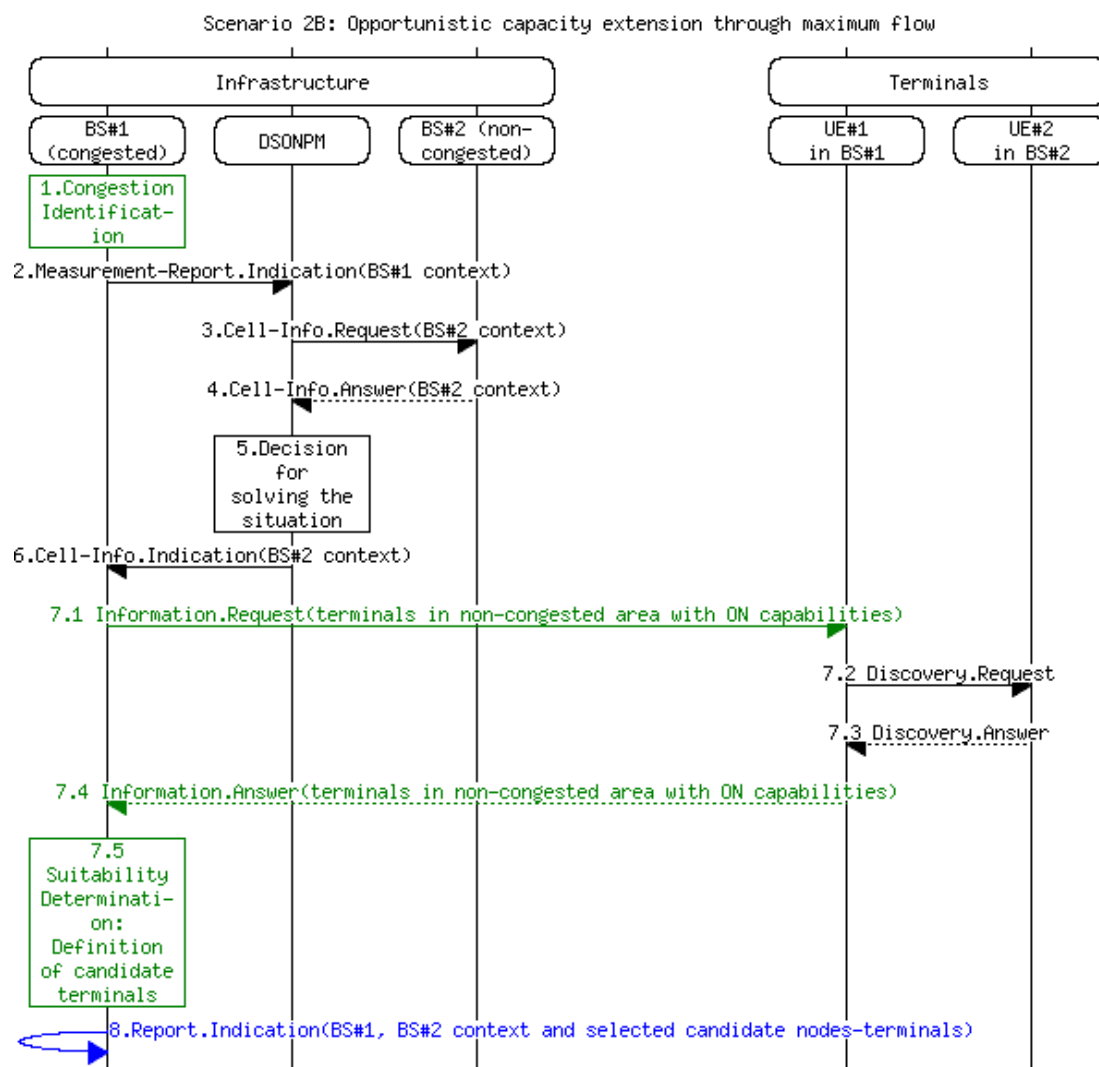 Scenario 2B: Opportunistic capacity extension through maximum flow
Infrastructure
Terminals
BS#1
(congested)
DSONPM
BS#2 (non-
congested)
UE#1
in BS#1
UE#2
in BS#2
1.Congestion
Identificat-
ion
2.Measurement-Report.Indication(BS#1 context)
3.Cell-Info.Request(BS#2 context)
4.Cell-Info.Answer(BS#2 context)
5.Decision
for
solving the
situation
6.Cell-Info.Indication(BS#2 context)
7.1 Information.Request(terminals in non-congested area with ON capabilities)
7.2 Discovery.Request
7.3 Discovery.Answer
7.4 Information.Answer(terminals in non-congested area with ON capabilities)
7.5
Suitability
Determinati-
on:
Definition
of candidate
terminals
8.Report.Indication(BS#1, BS#2 context and selected candidate nodes-terminals)